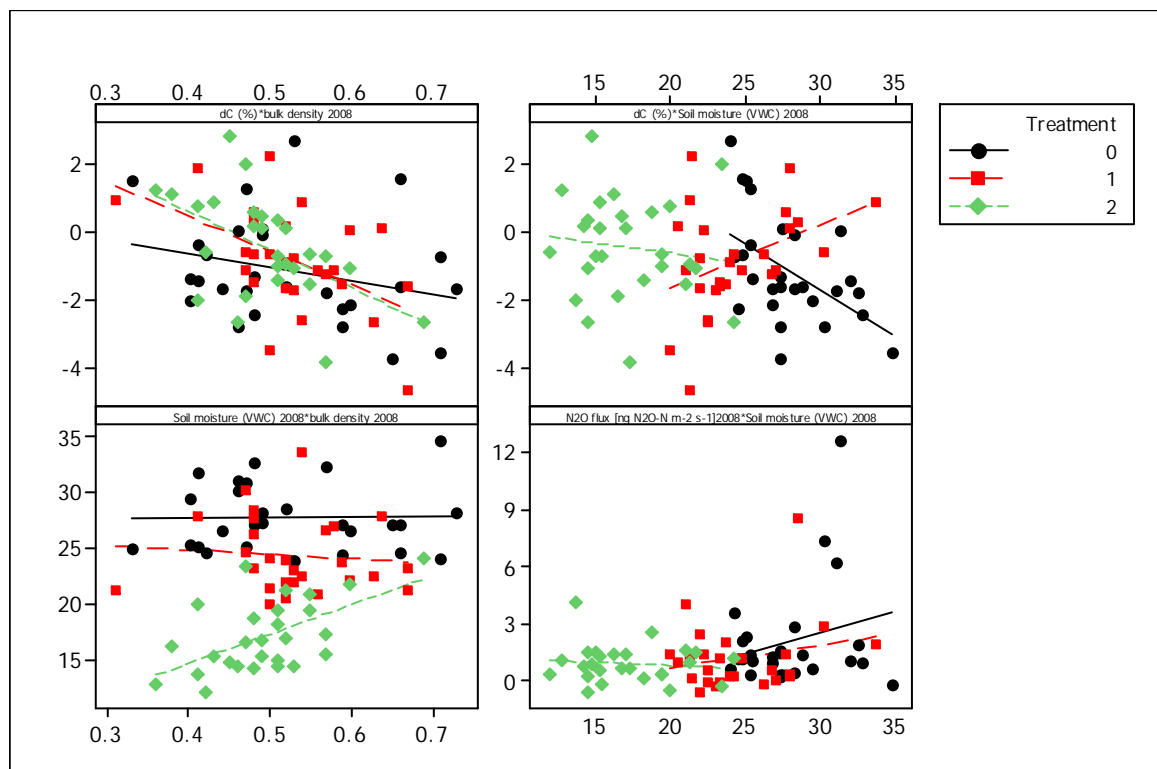 0.3 0.4 0.5 0.6 0.7
15 20 25 30 35
dC (%)*bulk density 2008
dC (%)*Soil moisture (VWC) 2008
Treatment
0
1
2
2
0
-2
-4
2
0
-2
-4
Soil moisture (VWC) 2008*bulk density 2008
N2O flux [ng N2O-N m-2 s-1]2008*Soil moisture (VWC) 2008
35
30
25
20
15
12
9
6
3
0
0.3 0.4 0.5 0.6 0.7
15 20 25 30 35